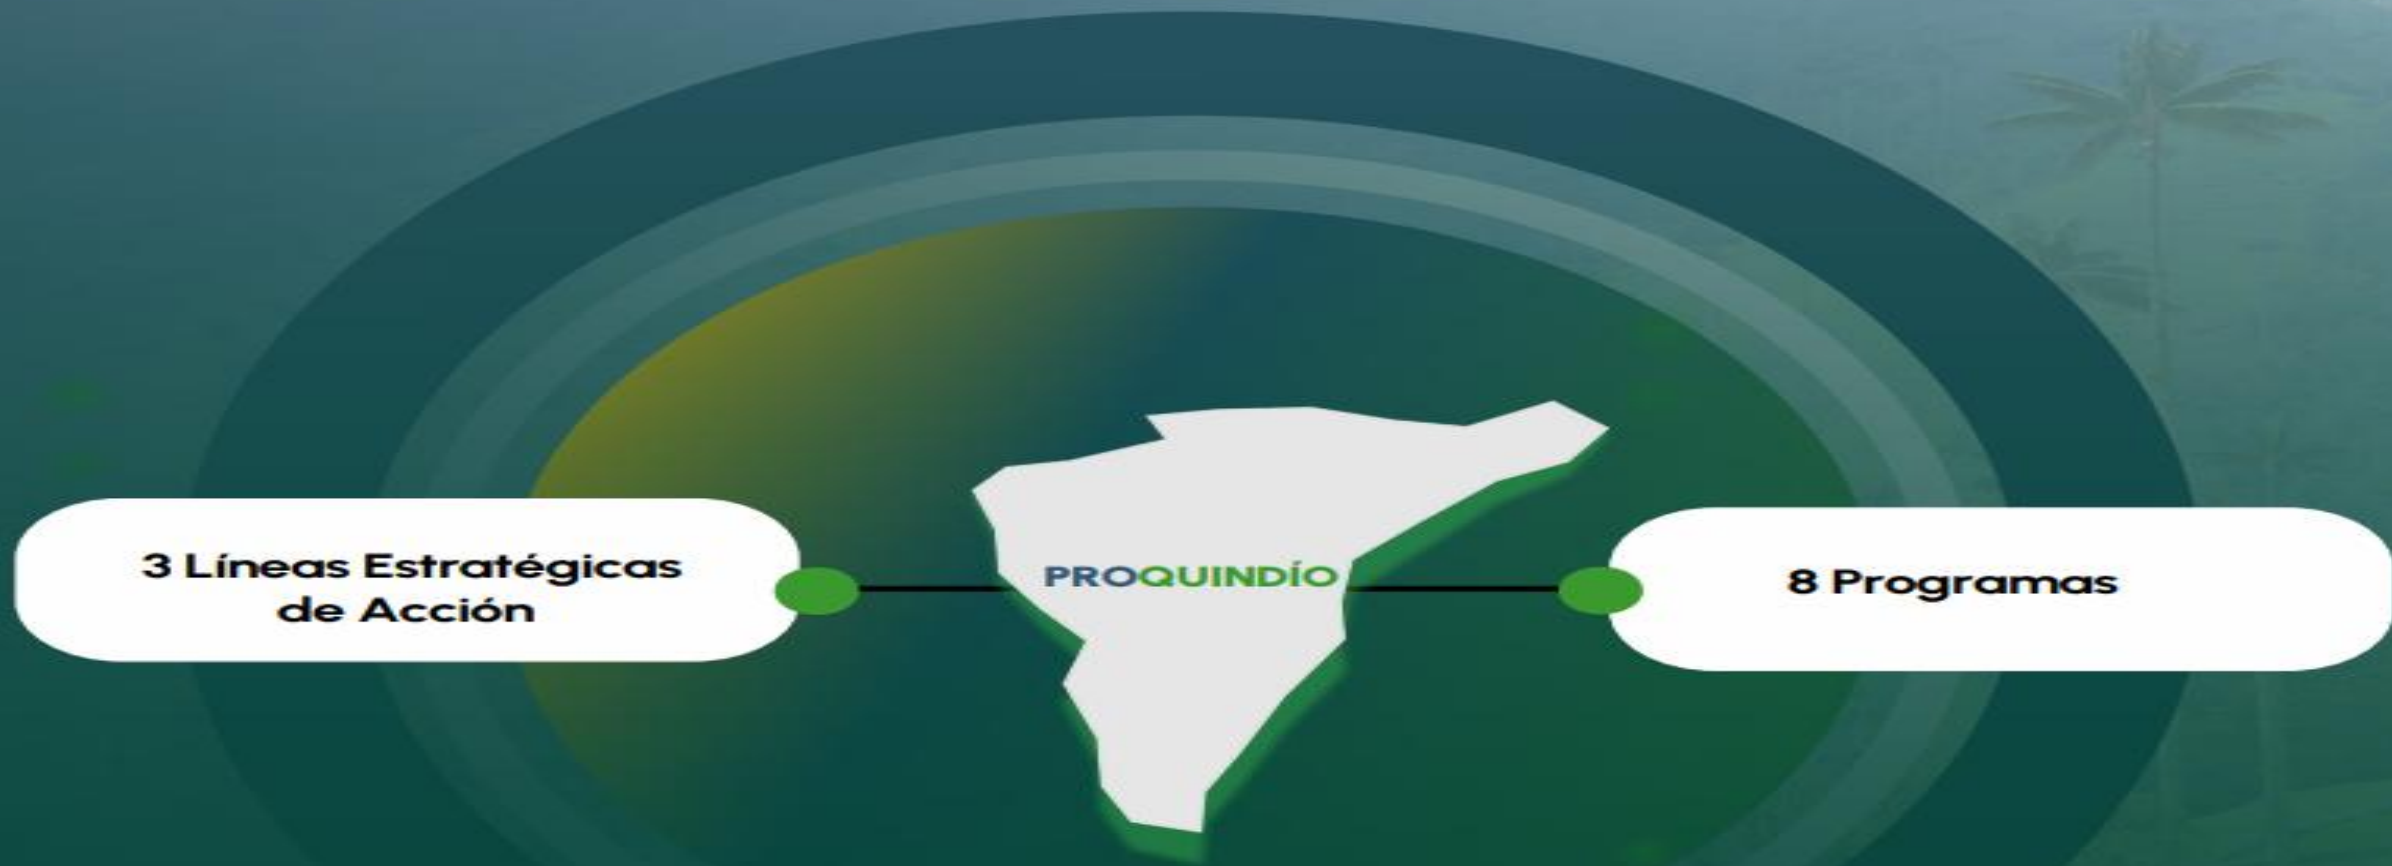 3 Líneas Estratégicas
de Acción
PROQUINDÍO
8 Programas